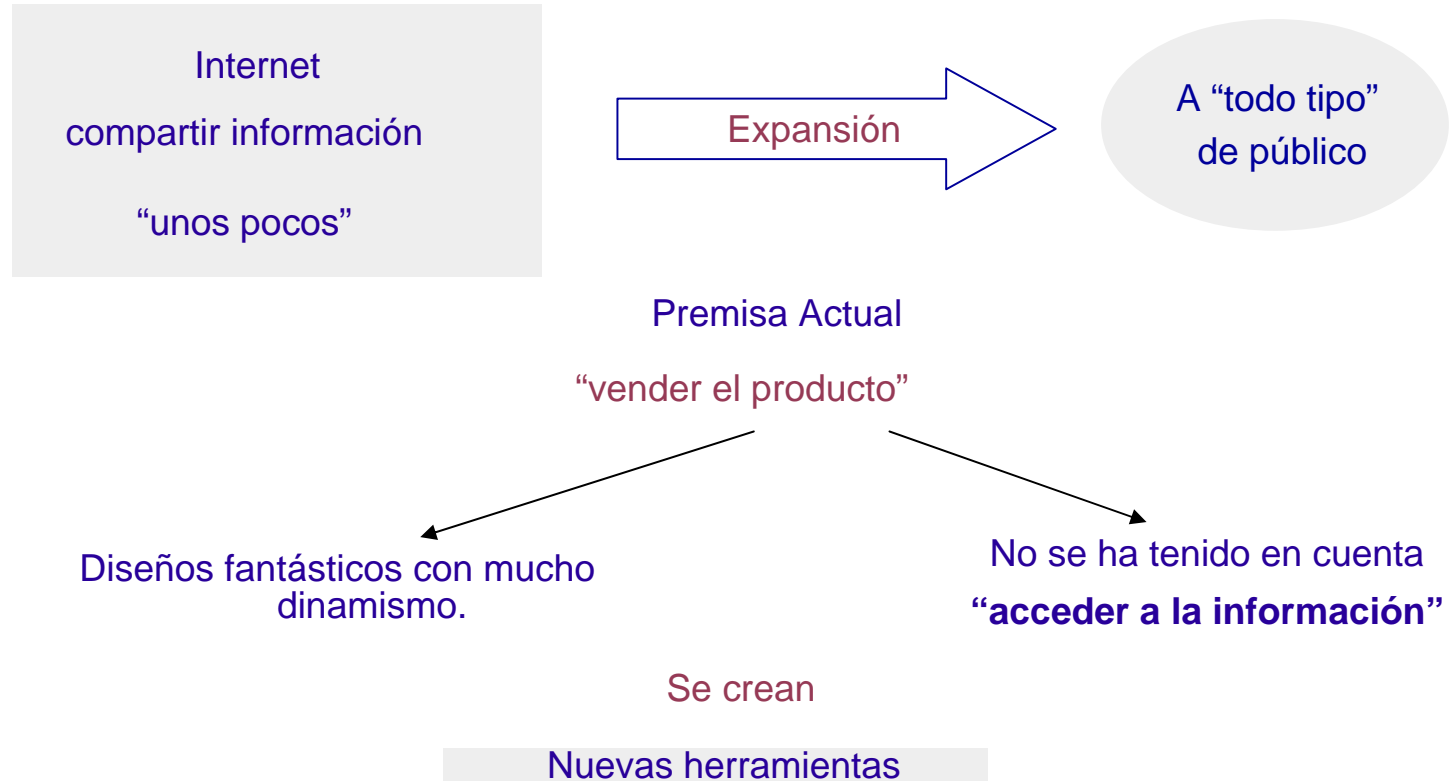 Internet
compartir información
“unos pocos”
Expansión
A “todo tipo”
de público
Premisa Actual
“vender el producto”
Diseños fantásticos con mucho
dinamismo.
No se ha tenido en cuenta
“acceder a la información”
Se crean
Nuevas herramientas